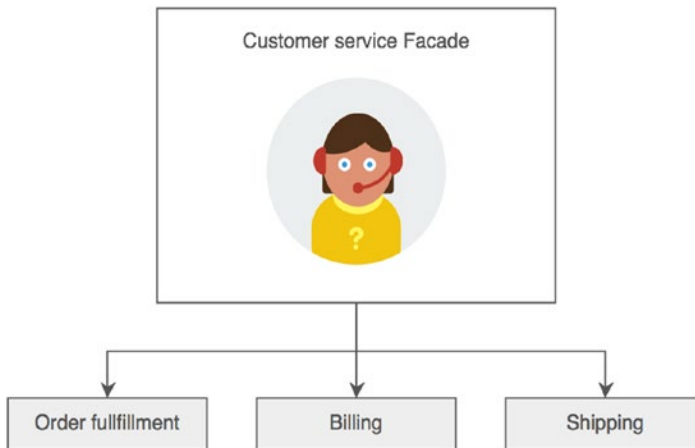 Customer service Facade
?
Order fullfillment
Billing
Shipping